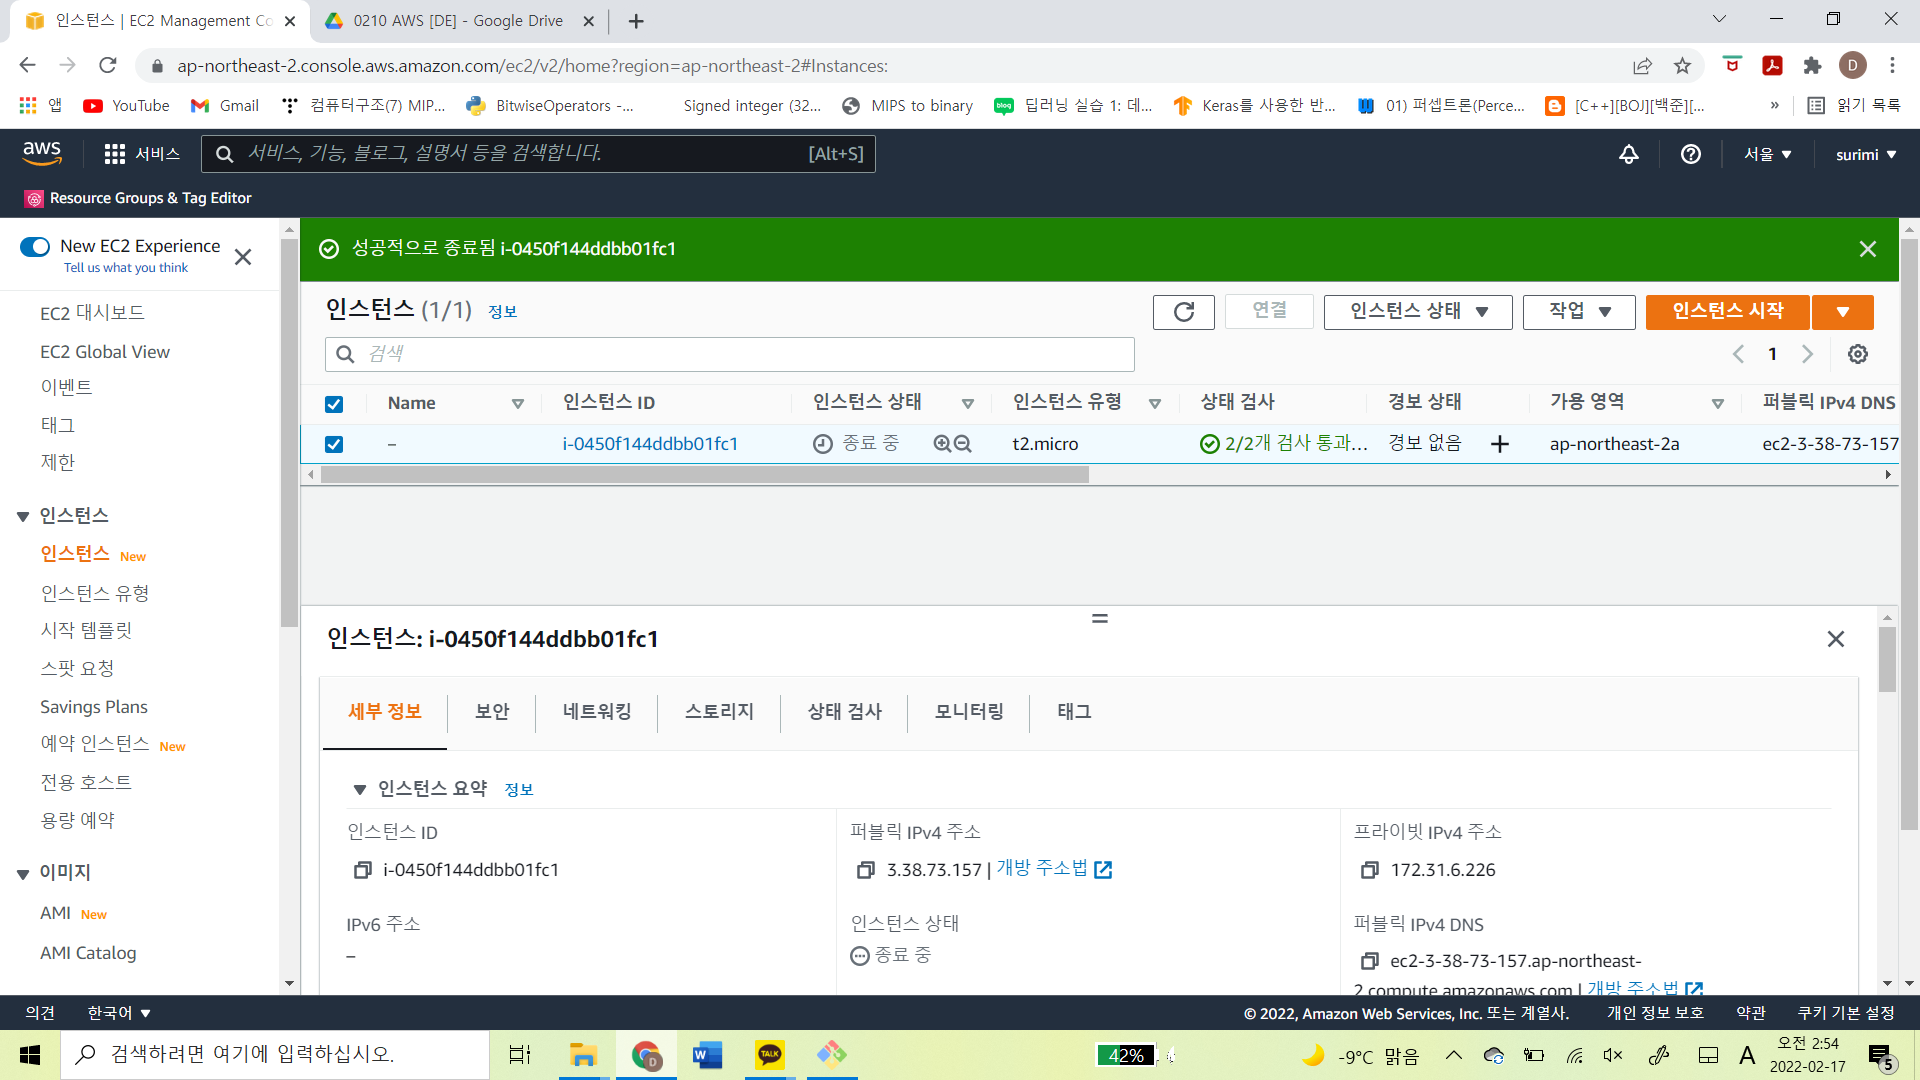 인스턴스 | EC2 Management Co
0210 AWS [DE] - Google Drive
ap-northeast-2.console.aws.amazon.com/ec2/v2/home?region=ap-northeast-2#Instances:
D
앱 YouTube Gmail 컴퓨터구조(7) MIP... BitwiseOperators -... Signed integer (32... MIPS to binary 딥러닝 실습 1: 데... Keras를 사용한 반... 01) 퍼셉트론(Perce... [C++][BOJ][백준][... » 읽기 목록
aws 서비스 서비스, 기능, 블로그, 설명서 등을 검색합니다. [Alt+S] 서울 ▼ surimi ▼
Resource Groups & Tag Editor
New EC2 Experience
Tell us what you think
EC2 대시보드
EC2 Global View
이벤트
태그
제한
인스턴스
인스턴스 New
인스턴스 유형
시작 템플릿
스팟 요청
Savings Plans
예약 인스턴스 New
전용 호스트
용량 예약
이미지
AMI New
AMI Catalog
성공적으로 종료됨 i-0450f144ddbb01fc1
인스턴스 (1/1) 정보
연결 인스턴스 상태 ▼ 작업 ▼ 인스턴스 시작 ▼
검색
1
Name 인스턴스 ID 인스턴스 상태 인스턴스 유형 상태 검사 경보 상태 가용 영역 퍼블릭 IPv4 DNS
– i-0450f144ddbb01fc1 종료 중 t2.micro 2/2개 검사 통과... 경보 없음 + ap-northeast-2a ec2-3-38-73-157
인스턴스: i-0450f144ddbb01fc1
세부 정보 보안 네트워킹 스토리지 상태 검사 모니터링 태그
인스턴스 요약 정보
인스턴스 ID
i-0450f144ddbb01fc1
퍼블릭 IPv4 주소
3.38.73.157 | 개방 주소법
프라이빗 IPv4 주소
172.31.6.226
IPv6 주소
–
인스턴스 상태
종료 중
퍼블릭 IPv4 DNS
ec2-3-38-73-157.ap-northeast-
2.compute.amazonaws.com | 개방 주소법
의견 한국어 ▼ © 2022, Amazon Web Services, Inc. 또는 계열사. 개인 정보 보호 약관 쿠키 기본 설정
검색하려면 여기에 입력하십시오.
D
W
TALK
42%
-9°C 맑음
A
오전 2:54
2022-02-17
5